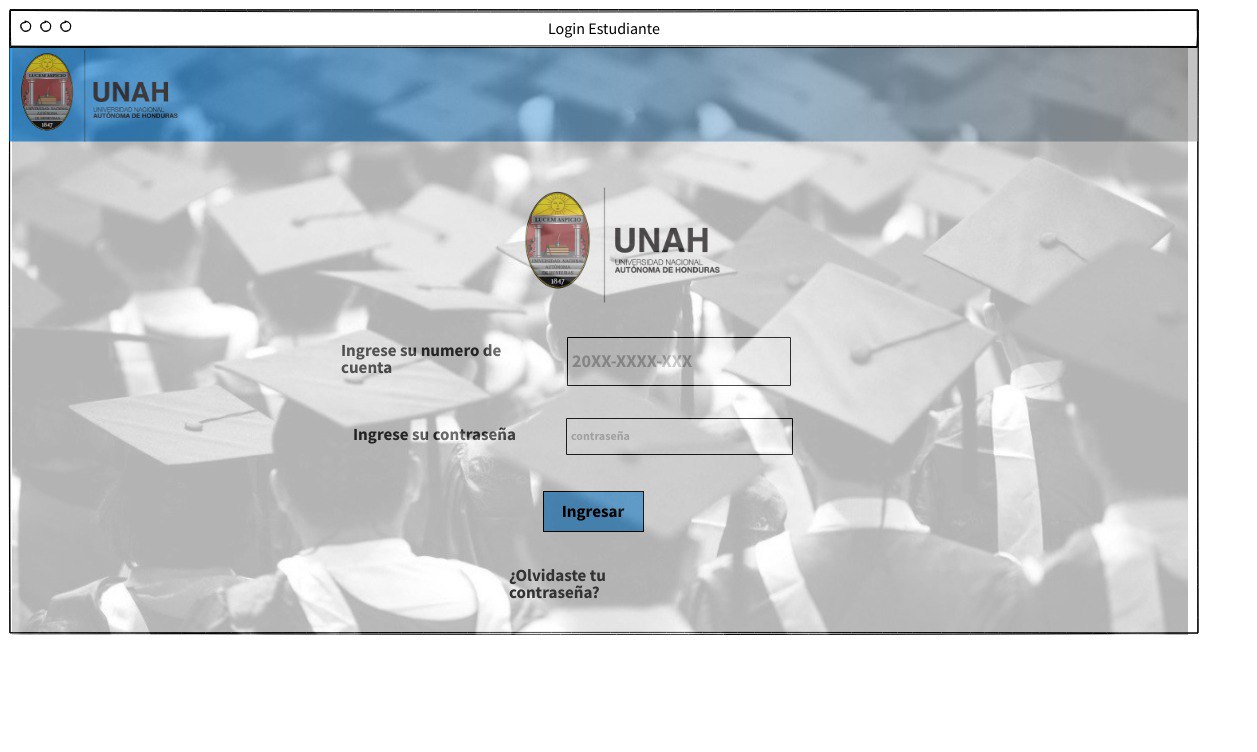 Login Estudiante
LUCEM ASPICIO
UNAH
UNIVERSIDAD NACIONAL
AUTÓNOMA DE HONDURAS
1847
LUCEM ASPICIO
UNIVERSIDAD NACIONAL
AUTÓNOMA
DE HONDURAS
1847
UNAH
UNIVERSIDAD NACIONAL
AUTÓNOMA DE HONDURAS
Ingrese su numero de
cuenta
20XX-XXXX-XXX
Ingrese su contraseña
contraseña
Ingresar
¿Olvidaste tu
contraseña?